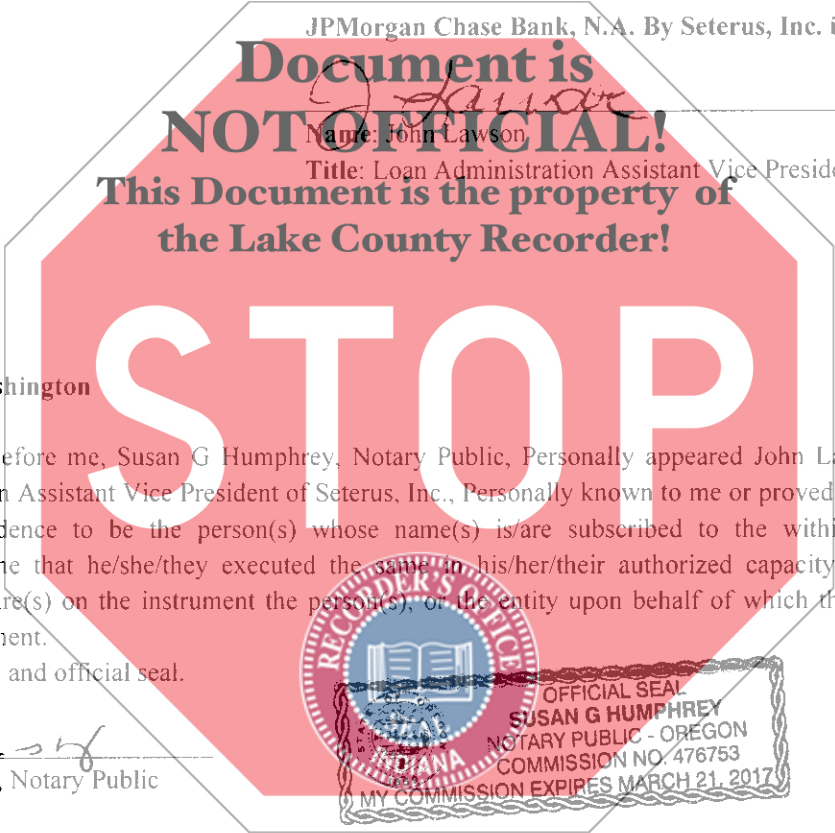 JPMorgan Chase Bank, N.A. By Seterus, Inc. i
Document is
J Lawson
NOT OFFICIAL!
Name: John Lawson
Title: Loan Administration Assistant Vice Preside
This Document is the property of
the Lake County Recorder!
STOP
shington
efore me, Susan G Humphrey, Notary Public, Personally appeared John La
n Assistant Vice President of Seterus, Inc., Personally known to me or proved
dence to be the person(s) whose name(s) is/are subscribed to the withi
ne that he/she/they executed the same in his/her/their authorized capacity
re(s) on the instrument the person(s), or the entity upon behalf of which th
nent.
and official seal.
RECORDER'S OFFICE
INDIANA
OFFICIAL SEAL
SUSAN G HUMPHREY
NOTARY PUBLIC - OREGON
COMMISSION NO. 476753
MY COMMISSION EXPIRES MARCH 21, 2017
, Notary Public